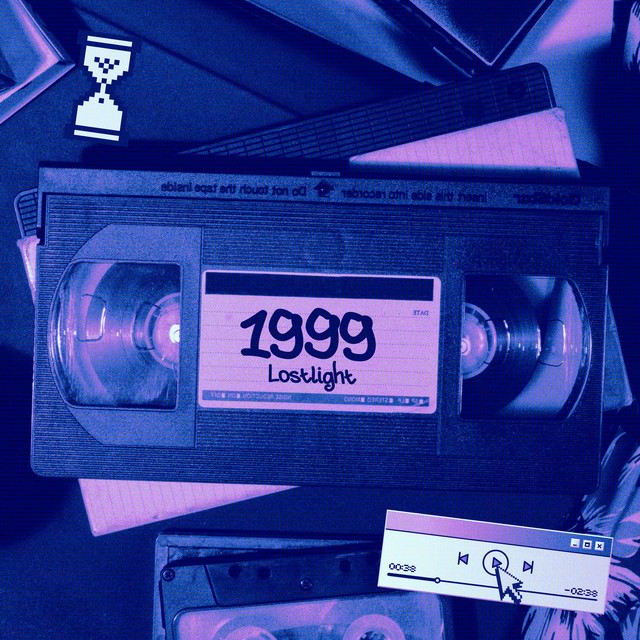 Do not touch the tape inside
Insert this side into recorder
1999
DATE
Lostlight
NOISE REDUCTION
STEREO
MONO
00:38
-02:38